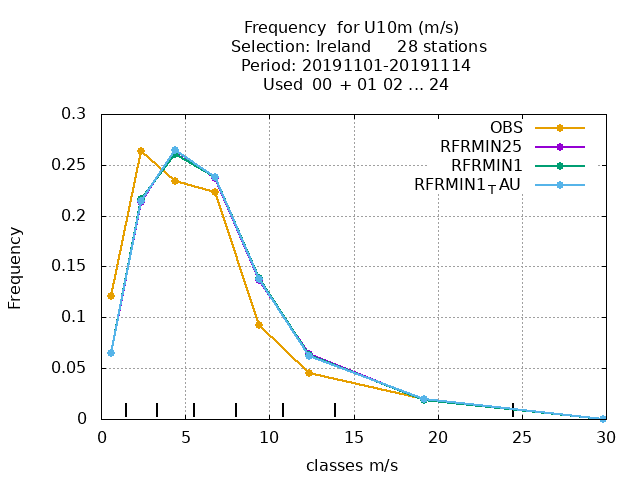 Frequency  for U10m (m/s)
Selection: Ireland     28 stations
Period: 20191101-20191114
Used  00 + 01 02 ... 24
OBS
RFRMIN25
RFRMIN1
RFRMIN1_TAU
0.3
0.25
0.2
0.15
0.1
0.05
0
Frequency
0 5 10 15 20 25 30
classes m/s